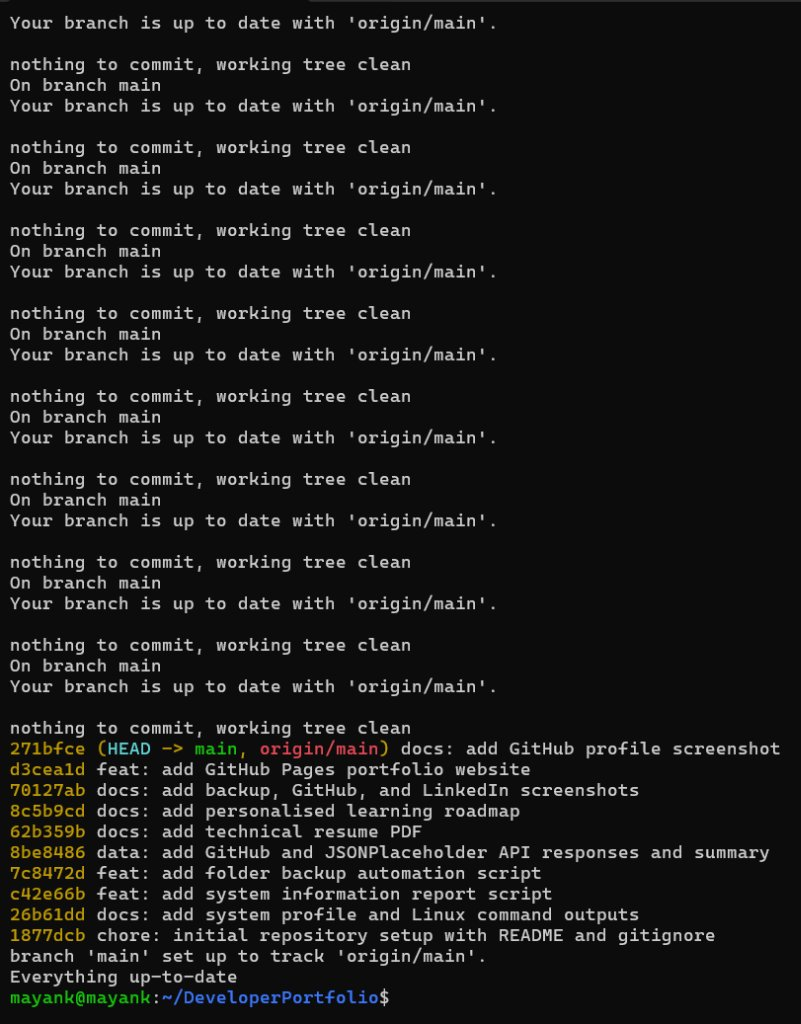 Your branch is up to date with 'origin/main'.
nothing to commit, working tree clean
On branch main
Your branch is up to date with 'origin/main'.
nothing to commit, working tree clean
On branch main
Your branch is up to date with 'origin/main'.
nothing to commit, working tree clean
On branch main
Your branch is up to date with 'origin/main'.
nothing to commit, working tree clean
On branch main
Your branch is up to date with 'origin/main'.
nothing to commit, working tree clean
On branch main
Your branch is up to date with 'origin/main'.
nothing to commit, working tree clean
On branch main
Your branch is up to date with 'origin/main'.
nothing to commit, working tree clean
On branch main
Your branch is up to date with 'origin/main'.
nothing to commit, working tree clean
On branch main
Your branch is up to date with 'origin/main'.
nothing to commit, working tree clean
271bfce (HEAD -> main, origin/main) docs: add GitHub profile screenshot
d3cea1d feat: add GitHub Pages portfolio website
70127ab docs: add backup, GitHub, and LinkedIn screenshots
8c5b9cd docs: add personalised learning roadmap
62b359b docs: add technical resume PDF
8be8486 data: add GitHub and JSONPlaceholder API responses and summary
7c8472d feat: add folder backup automation script
c42e66b feat: add system information report script
26b61dd docs: add system profile and Linux command outputs
1877dcb chore: initial repository setup with README and gitignore
branch 'main' set up to track 'origin/main'.
Everything up-to-date
mayank@mayank:~/DeveloperPortfolio$